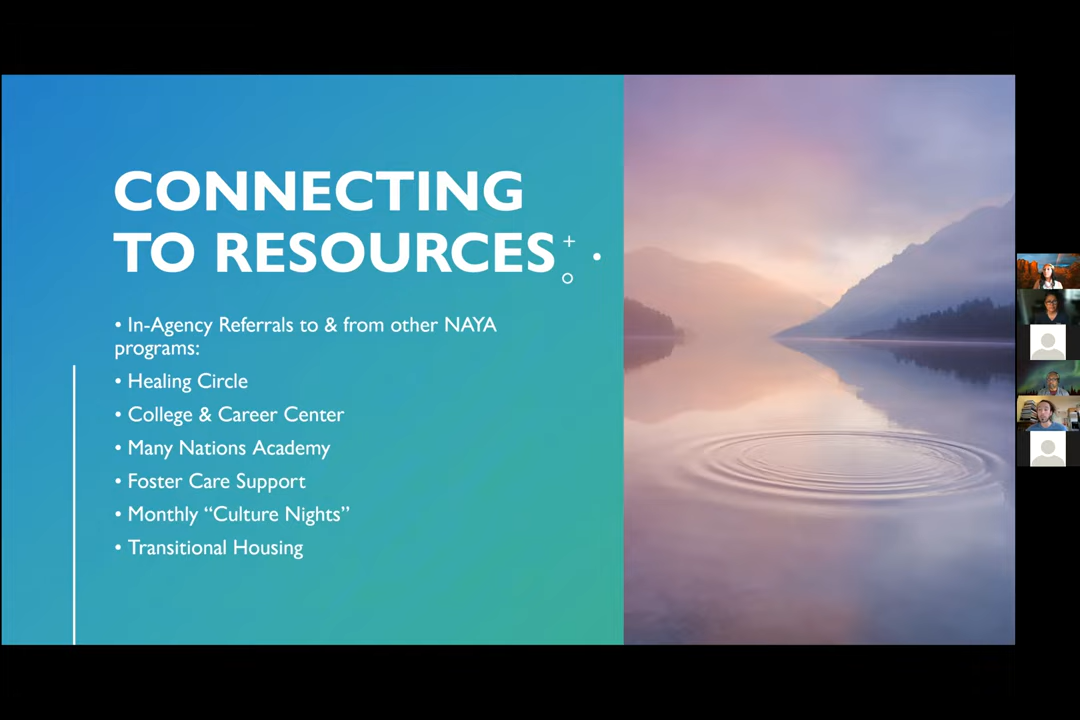 CONNECTING
TO RESOURCES
• In-Agency Referrals to & from other NAYA
programs:
• Healing Circle
• College & Career Center
• Many Nations Academy
• Foster Care Support
• Monthly “Culture Nights”
• Transitional Housing